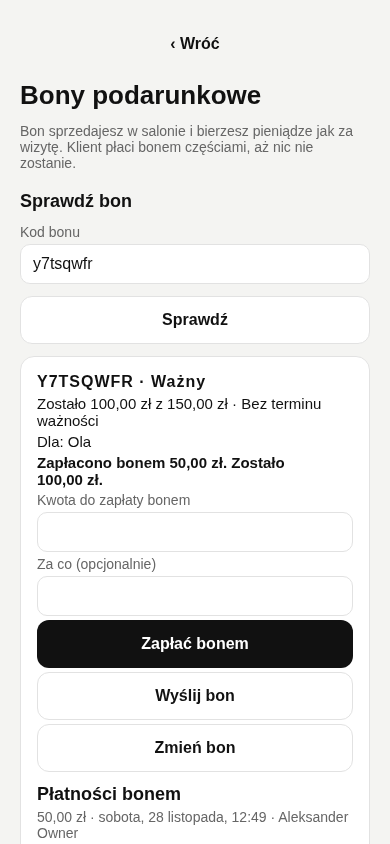 ‹ Wróć
Bony podarunkowe
Bon sprzedajesz w salonie i bierzesz pieniądze jak za
wizytę. Klient płaci bonem częściami, aż nic nie
zostanie.
Sprawdź bon
Kod bonu
y7tsqwfr
Sprawdź
Y7TSQWFR · Ważny
Zostało 100,00 zł z 150,00 zł · Bez terminu
ważności
Dla: Ola
Zapłacono bonem 50,00 zł. Zostało
100,00 zł.
Kwota do zapłaty bonem
Za co (opcjonalnie)
Zapłać bonem
Wyślij bon
Zmień bon
Płatności bonem
50,00 zł · sobota, 28 listopada, 12:49 · Aleksander
Owner